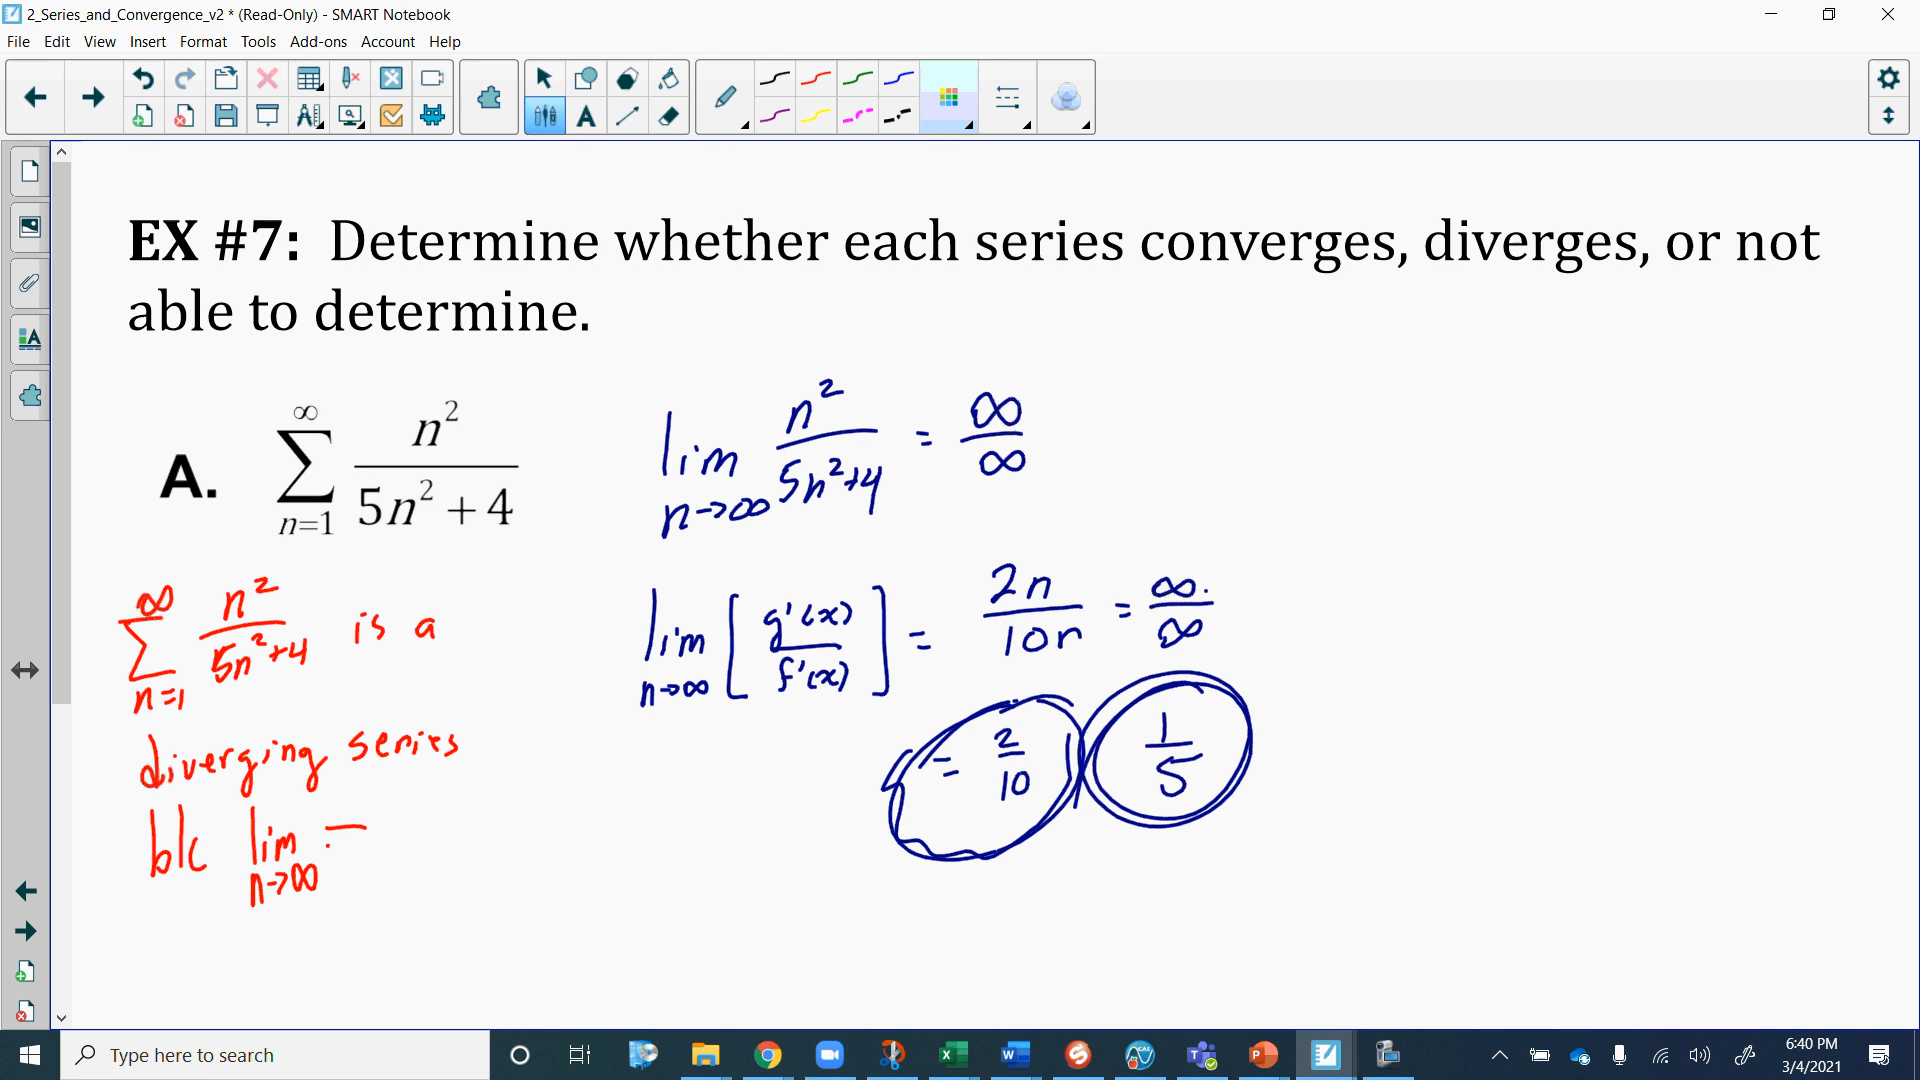 2_Series_and_Convergence_v2 * (Read-Only) - SMART Notebook
File Edit View Insert Format Tools Add-ons Account Help
EX #7: Determine whether each series converges, diverges, or not
able to determine.
A. ∑_{n=1}^{∞} n²/(5n²+4)
lim_{n→∞} n²/(5n²+4) = ∞/∞
lim_{n→∞} [g'(x)/f'(x)] = 2n/10n = ∞/∞
= 2/10 1/5
∑_{n=1}^{∞} n²/(5n²+4) is a
diverging series
b/c lim_{n→∞}
Type here to search
6:40 PM
3/4/2021